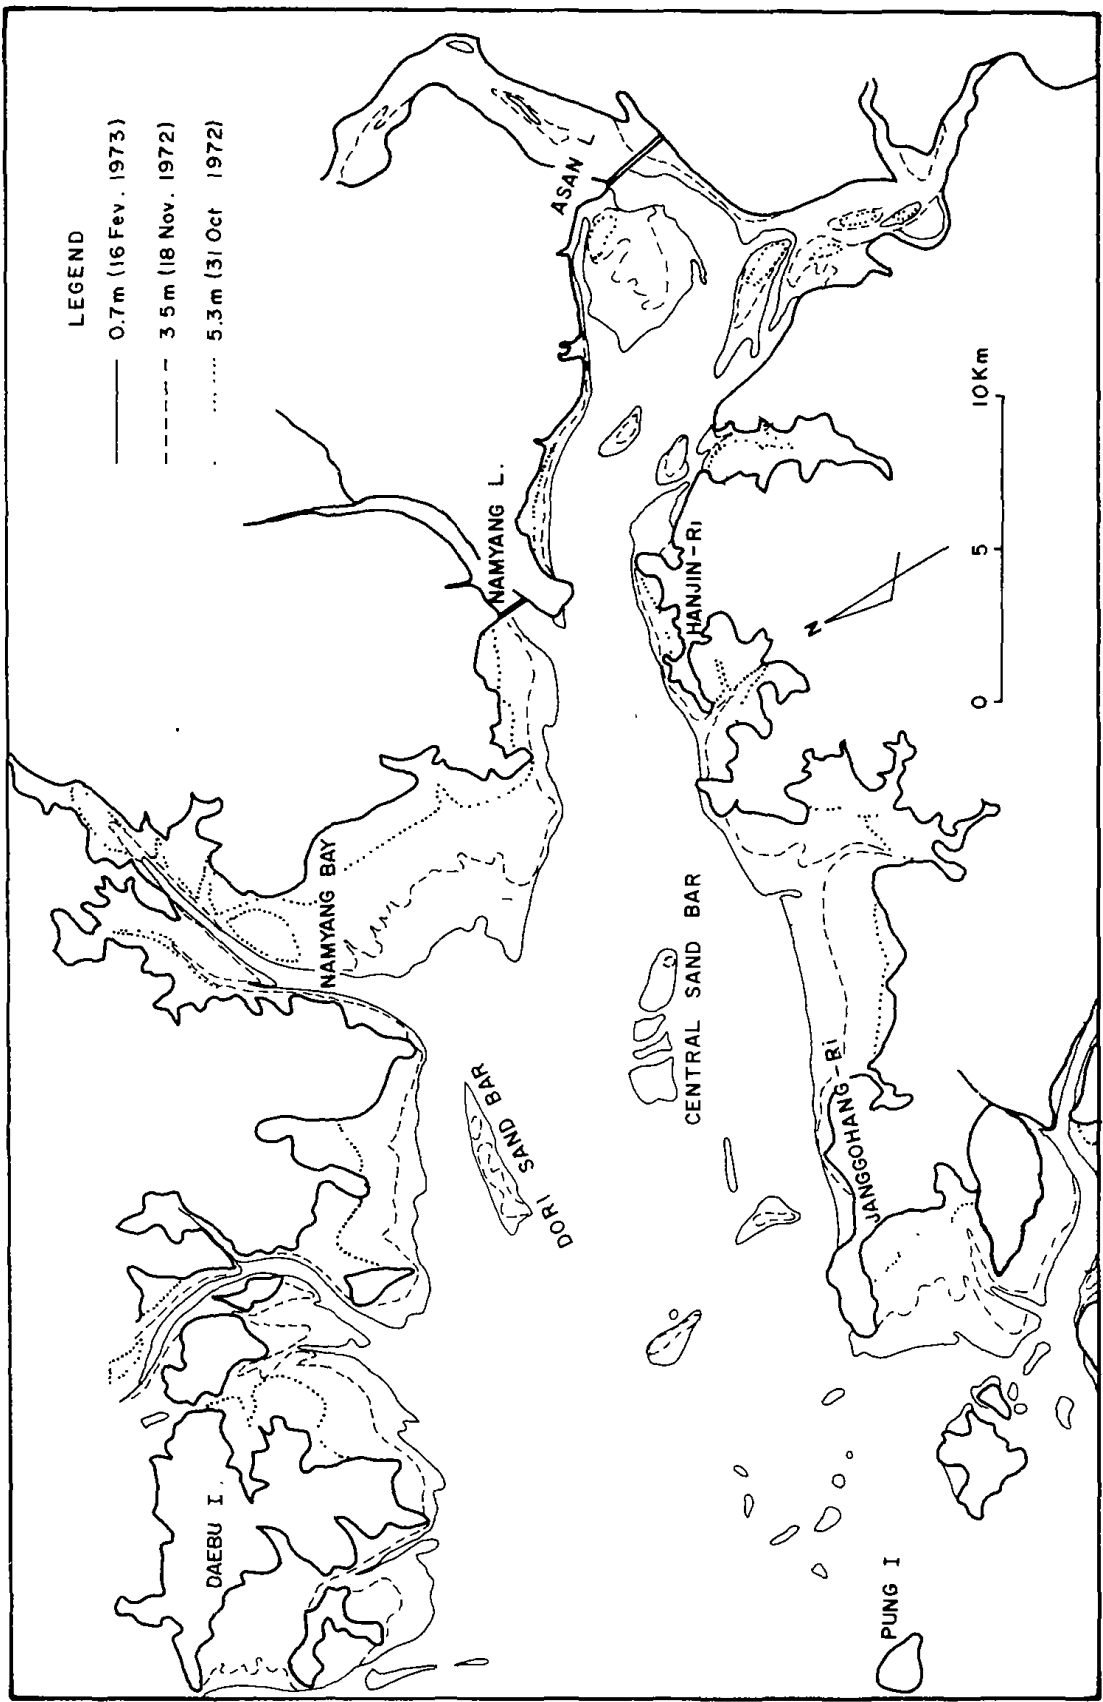 LEGEND
0.7m (16 Fev. 1973)
3 5m (18 Nov. 1972)
5.3m (31 Oct 1972)
ASAN L
NAMYANG L.
HANJIN-Ri
NAMYANG BAY
CENTRAL SAND BAR
DORI SAND BAR
JANGGOHANG-Ri
DAEBU I.
PUNG I
N
0 5 10Km